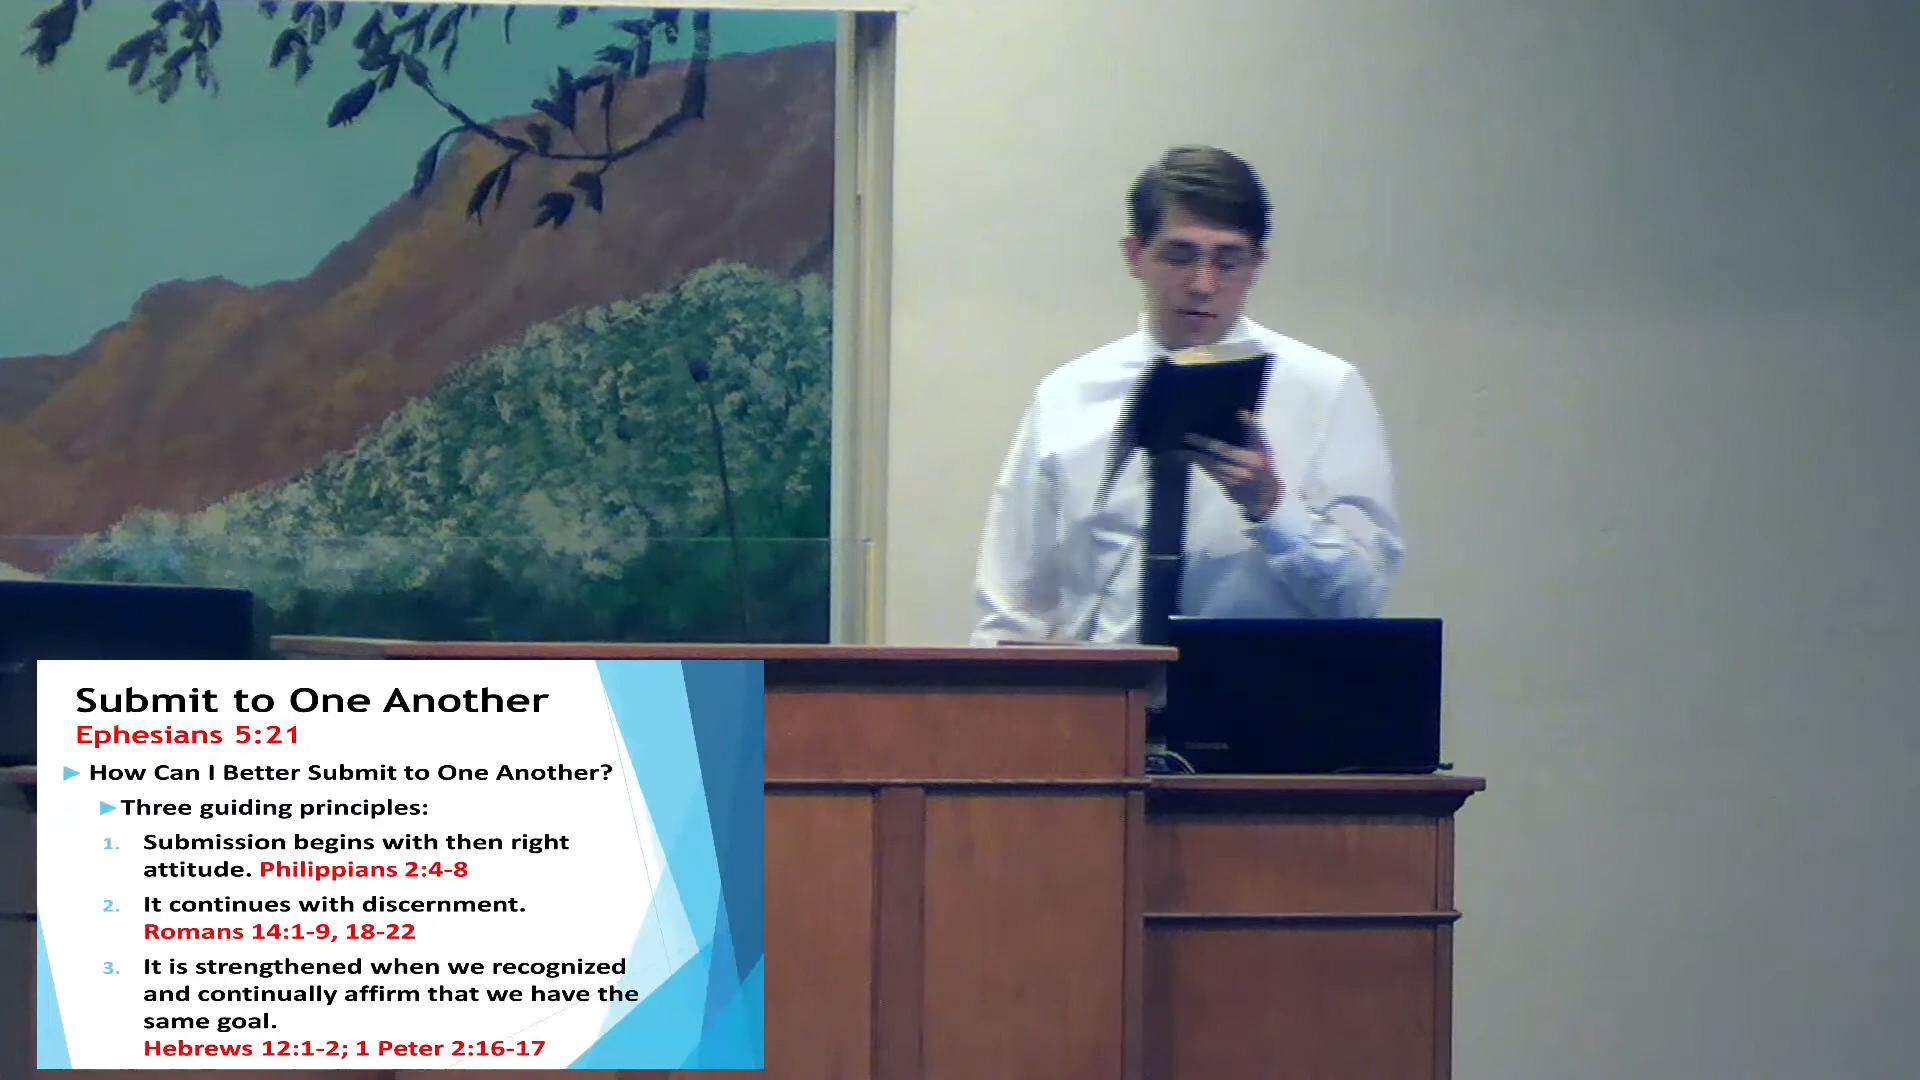 Submit to One Another
Ephesians 5:21
How Can I Better Submit to One Another?
Three guiding principles:
1. Submission begins with then right
attitude. Philippians 2:4-8
2. It continues with discernment.
Romans 14:1-9, 18-22
3. It is strengthened when we recognized
and continually affirm that we have the
same goal.
Hebrews 12:1-2; 1 Peter 2:16-17